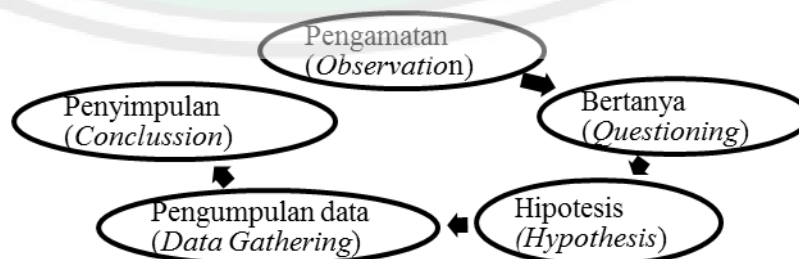 Pengamatan
(Observation)
Bertanya
(Questioning)
Hipotesis
(Hypothesis)
Pengumpulan data
(Data Gathering)
Penyimpulan
(Conclussion)